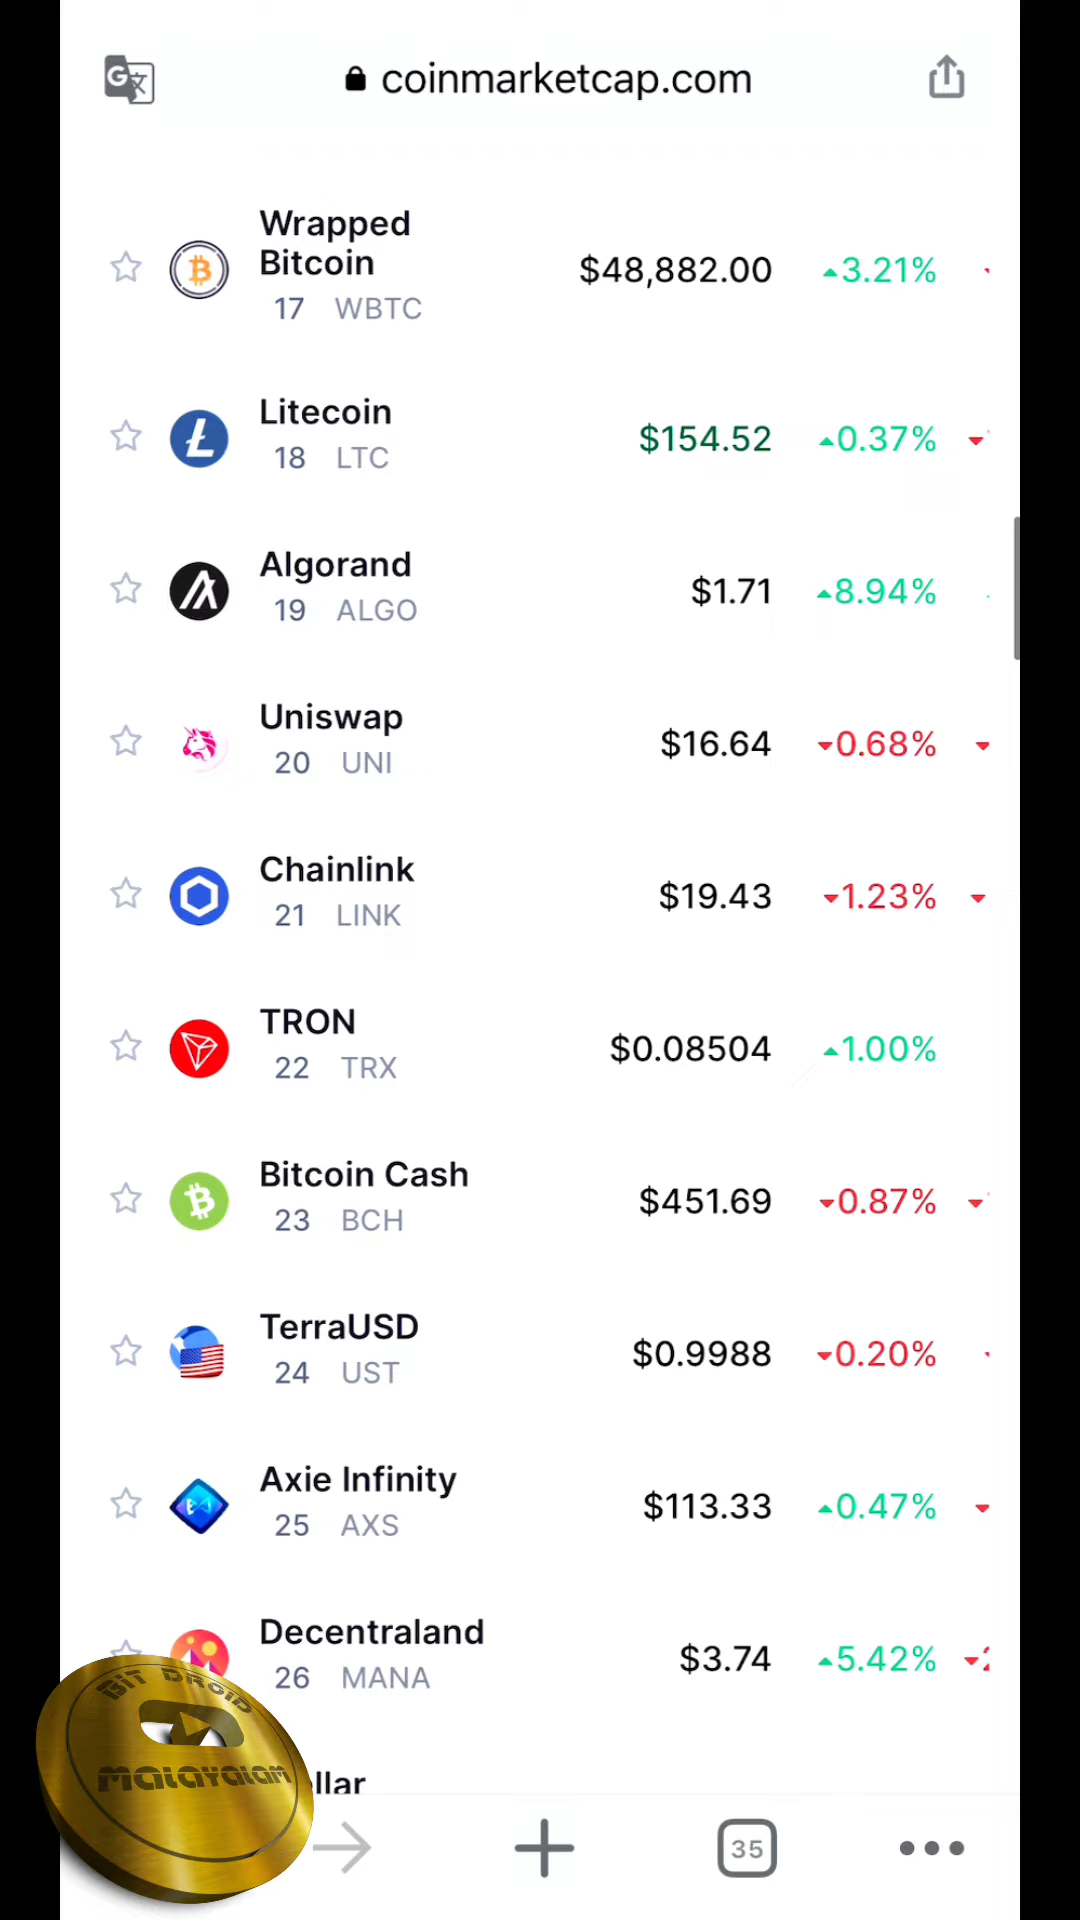 coinmarketcap.com
Wrapped
Bitcoin
$48,882.00 3.21%
17 WBTC
Litecoin
$154.52 0.37%
18 LTC
Algorand
$1.71 8.94%
19 ALGO
Uniswap
$16.64 0.68%
20 UNI
Chainlink
$19.43 1.23%
21 LINK
TRON
$0.08504 1.00%
22 TRX
Bitcoin Cash
$451.69 0.87%
23 BCH
TerraUSD
$0.9988 0.20%
24 UST
Axie Infinity
$113.33 0.47%
25 AXS
Decentraland
$3.74 5.42%
26 MANA
BIT DROID
MALAYALAM
llar
35